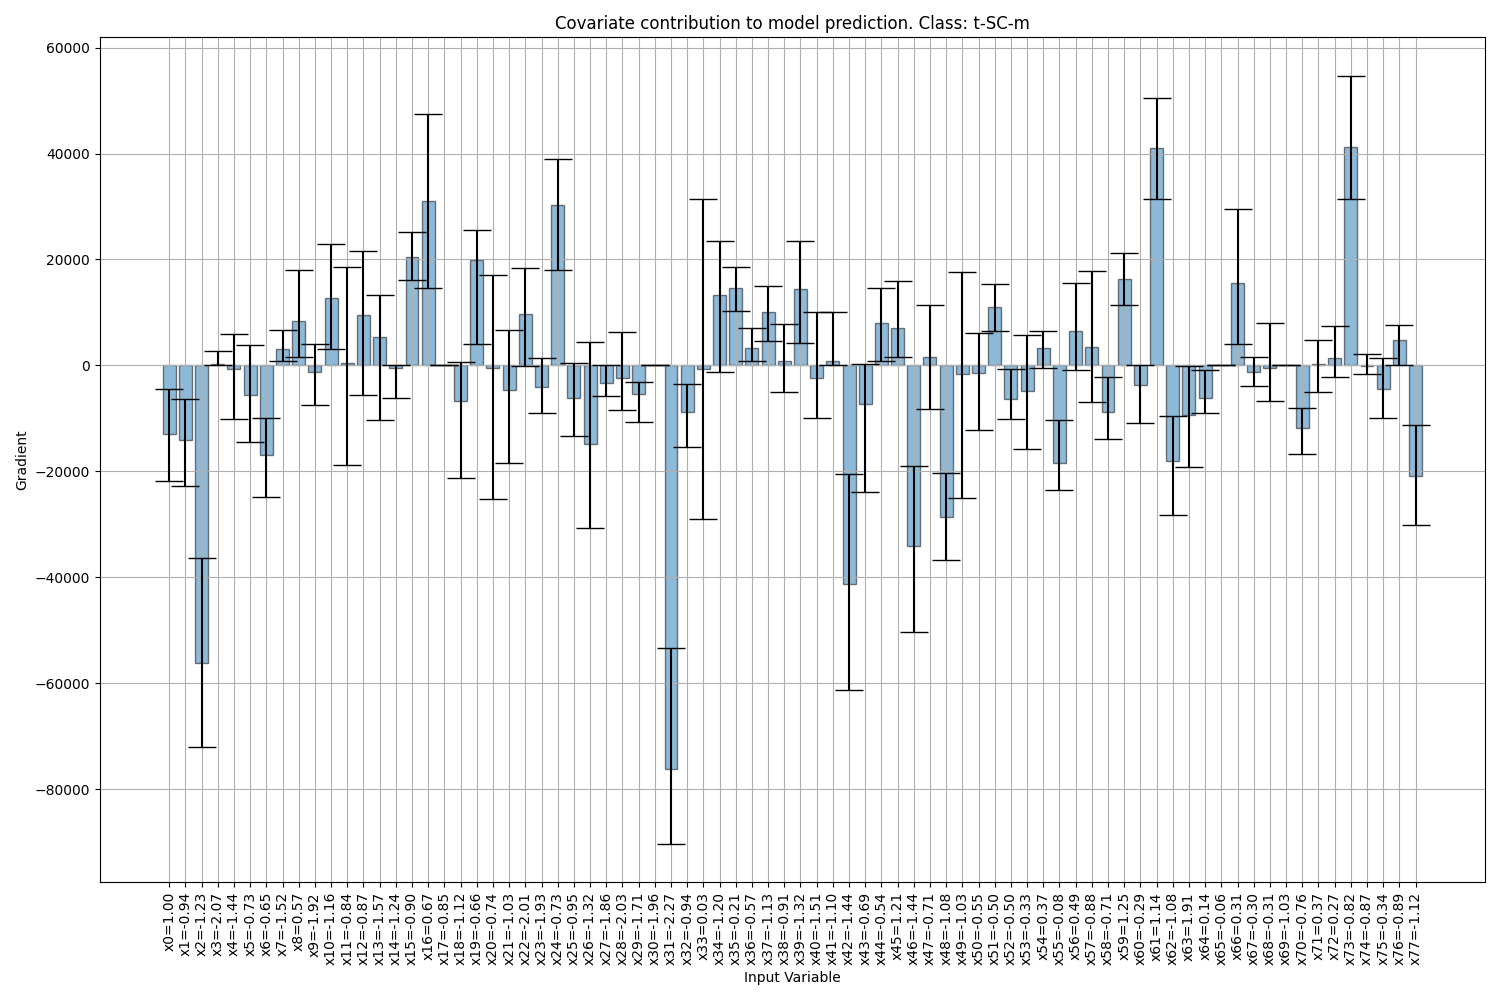 Covariate contribution to model prediction. Class: t-SC-m
60000
40000
20000
0
−20000
−40000
−60000
−80000
Gradient
x0=1.00
x1=0.94
x2=-1.23
x3=-2.07
x4=-1.44
x5=-0.73
x6=-0.65
x7=-1.52
x8=0.57
x9=-1.92
x10=-1.16
x11=-0.84
x12=-0.87
x13=-1.57
x14=-1.24
x15=-0.90
x16=0.67
x17=-0.85
x18=-1.12
x19=-0.66
x20=-0.74
x21=-1.03
x22=-2.01
x23=-1.93
x24=-0.73
x25=-0.95
x26=-1.32
x27=-1.86
x28=-2.03
x29=-1.71
x30=-1.96
x31=-2.27
x32=-0.94
x33=0.03
x34=-1.20
x35=-0.21
x36=-0.57
x37=-1.13
x38=-0.91
x39=-1.32
x40=-1.51
x41=-1.10
x42=-1.44
x43=-0.69
x44=-0.54
x45=-1.21
x46=-1.44
x47=-0.71
x48=-1.08
x49=-1.03
x50=-0.55
x51=-0.50
x52=-0.50
x53=-0.33
x54=0.37
x55=-0.08
x56=0.49
x57=-0.88
x58=-0.71
x59=-1.25
x60=-0.29
x61=1.14
x62=-1.08
x63=1.91
x64=0.14
x65=0.06
x66=0.31
x67=-0.30
x68=-0.31
x69=-1.03
x70=-0.76
x71=0.37
x72=0.27
x73=-0.82
x74=-0.87
x75=-0.34
x76=-0.89
x77=-1.12
Input Variable